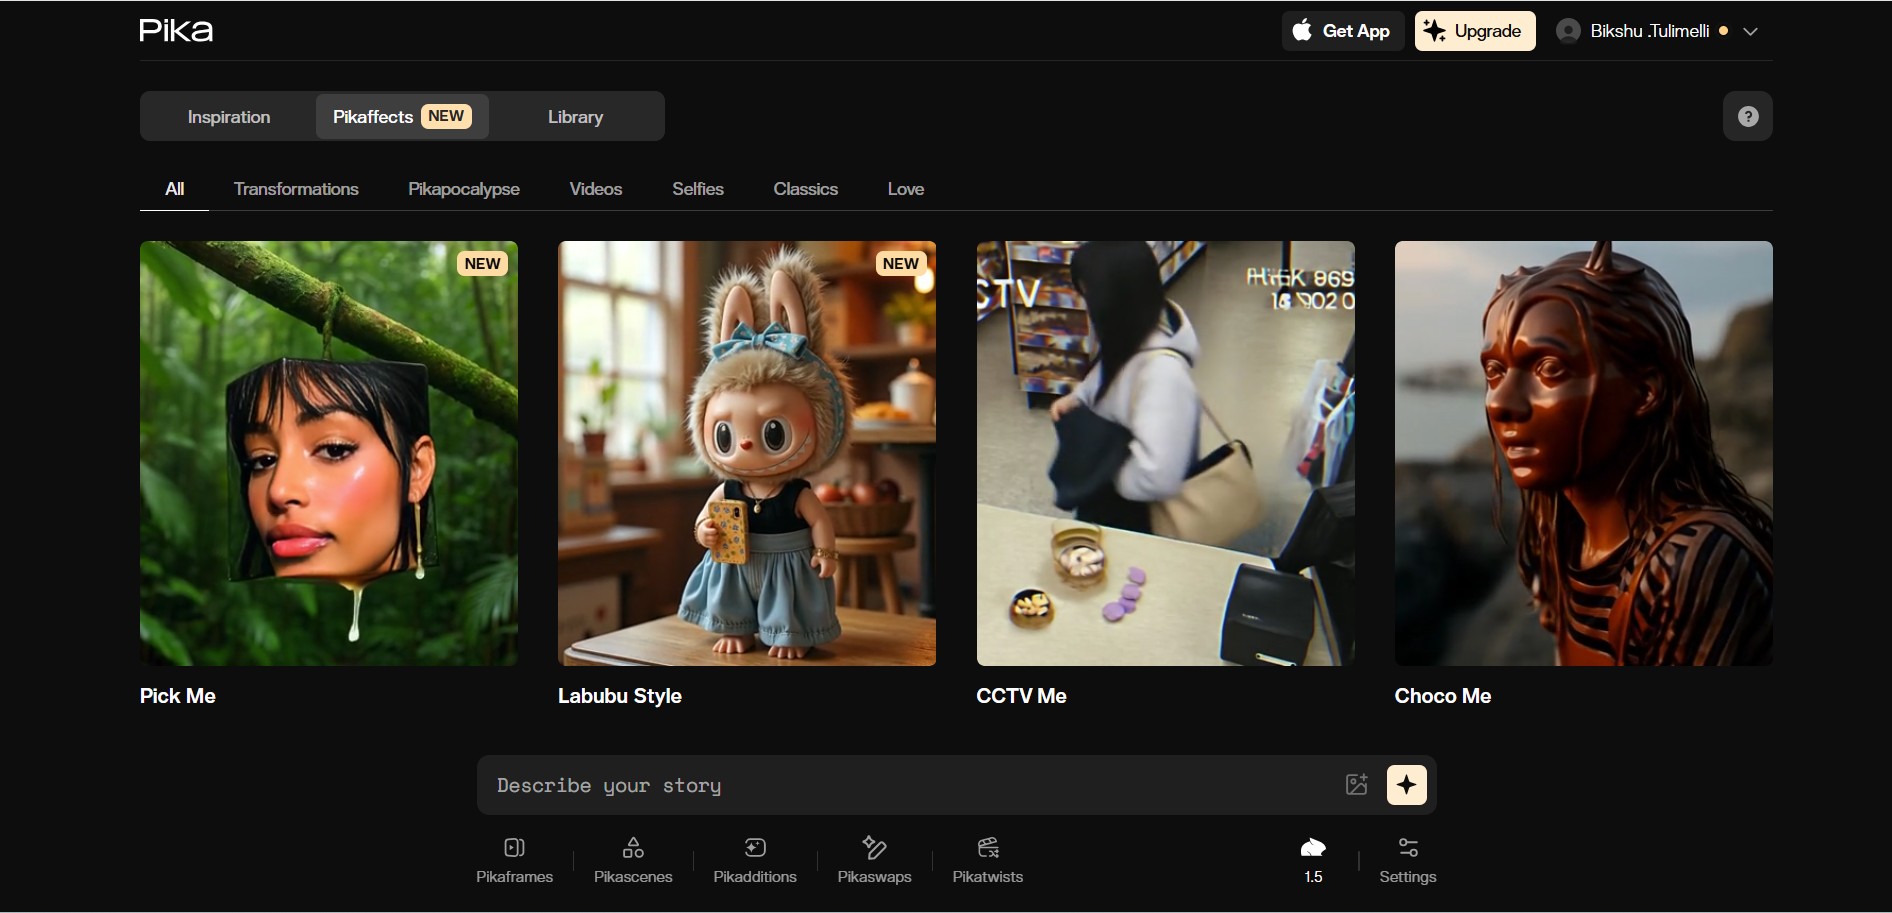 Pika
Get App
Upgrade
Bikshu .Tulimelli
Inspiration
Pikaffects NEW
Library
?
All
Transformations
Pikapocalypse
Videos
Selfies
Classics
Love
NEW
NEW
STV
869
Pick Me
Labubu Style
CCTV Me
Choco Me
Describe your story
Pikaframes
Pikascenes
Pikadditions
Pikaswaps
Pikatwists
1.5
Settings